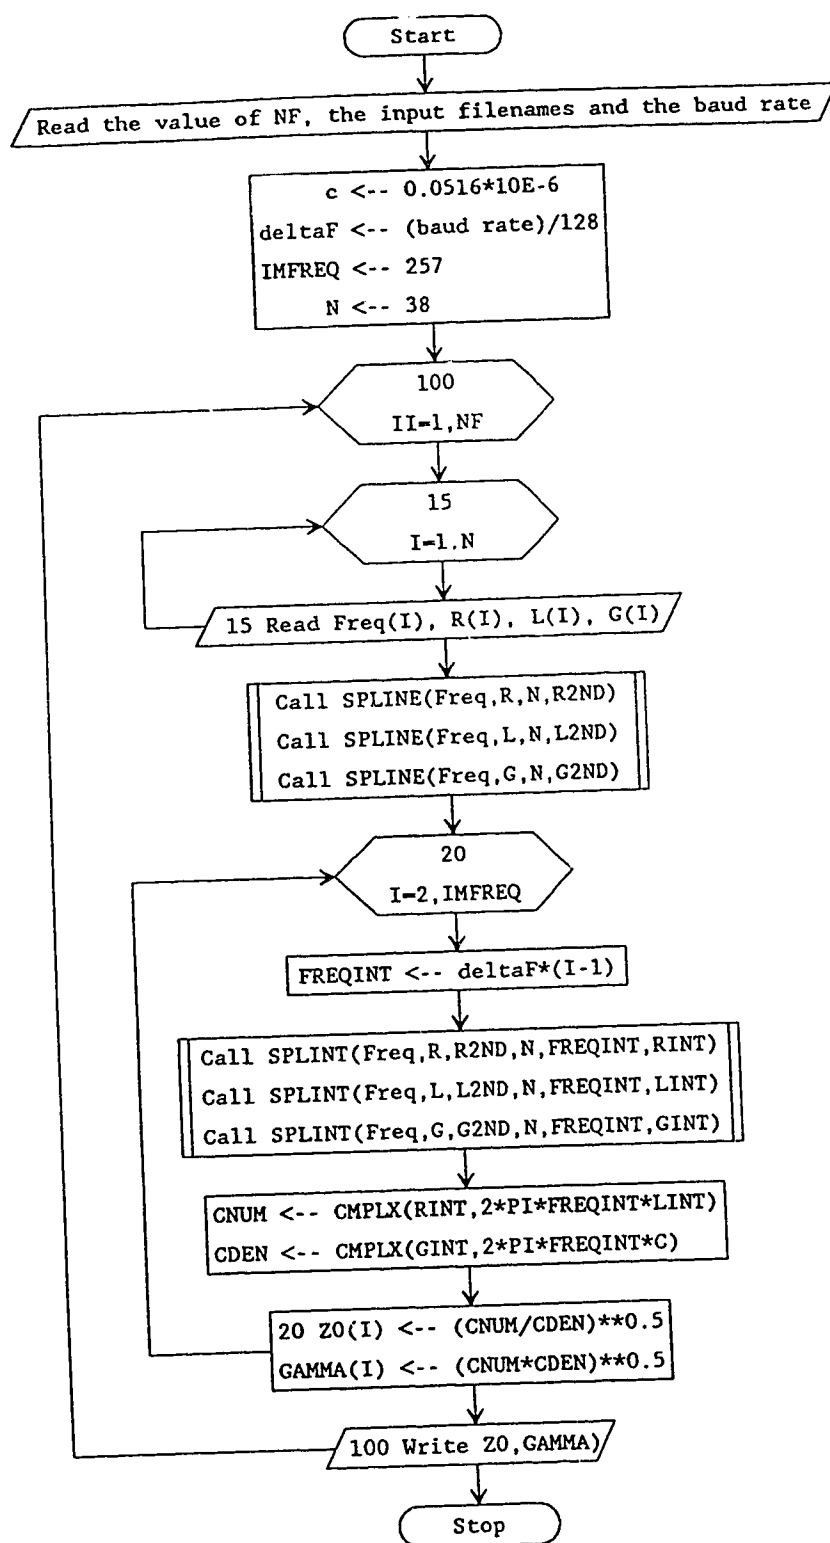 Start
Read the value of NF, the input filenames and the baud rate
c <-- 0.0516*10E-6
deltaF <-- (baud rate)/128
IMFREQ <-- 257
N <-- 38
100
II=1,NF
15
I=1.N
15 Read Freq(I), R(I), L(I), G(I)
Call SPLINE(Freq,R,N,R2ND)
Call SPLINE(Freq,L,N,L2ND)
Call SPLINE(Freq,G,N,G2ND)
20
I=2,IMFREQ
FREQINT <-- deltaF*(I-1)
Call SPLINT(Freq,R,R2ND,N,FREQINT,RINT)
Call SPLINT(Freq,L,L2ND,N,FREQINT,LINT)
Call SPLINT(Freq,G,G2ND,N,FREQINT,GINT)
CNUM <-- CMPLX(RINT,2*PI*FREQINT*LINT)
CDEN <-- CMPLX(GINT,2*PI*FREQINT*C)
20 ZO(I) <-- (CNUM/CDEN)**0.5
GAMMA(I) <-- (CNUM*CDEN)**0.5
100 Write ZO,GAMMA)
Stop